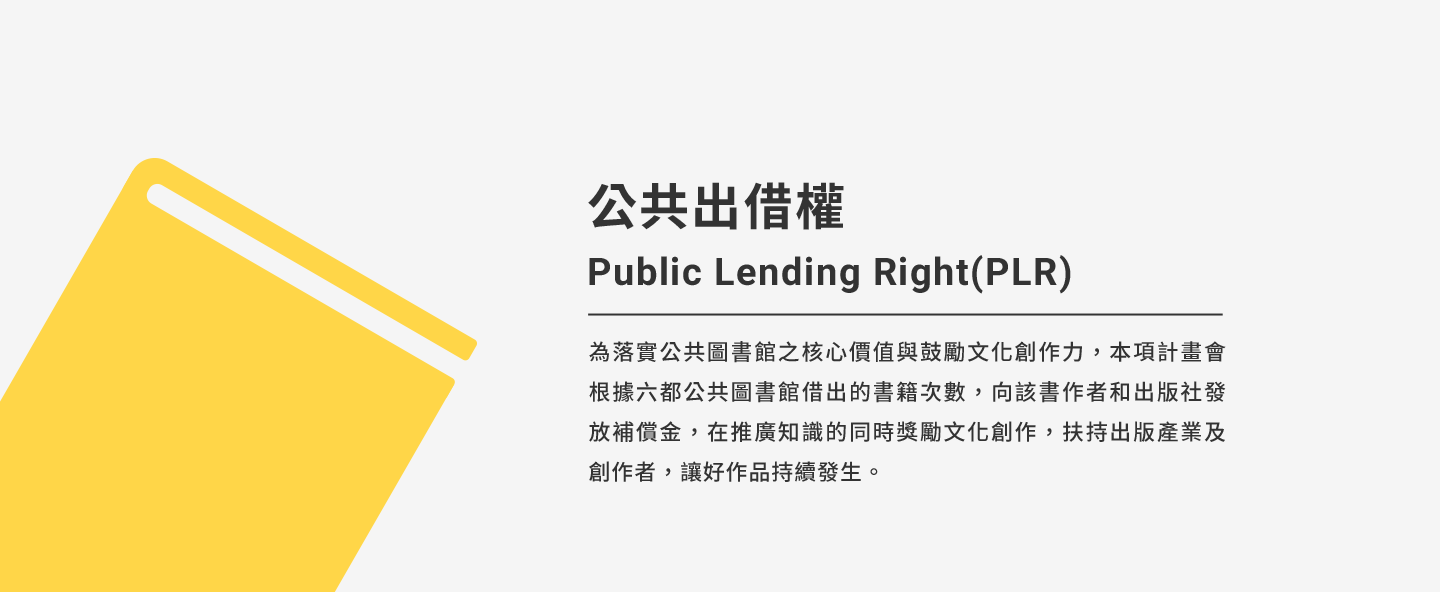 公共出借權
Public Lending Right(PLR)
為落實公共圖書館之核心價值與鼓勵文化創作力，本項計畫會
根據六都公共圖書館借出的書籍次數，向該書作者和出版社發
放補償金，在推廣知識的同時獎勵文化創作，扶持出版產業及
創作者，讓好作品持續發生。